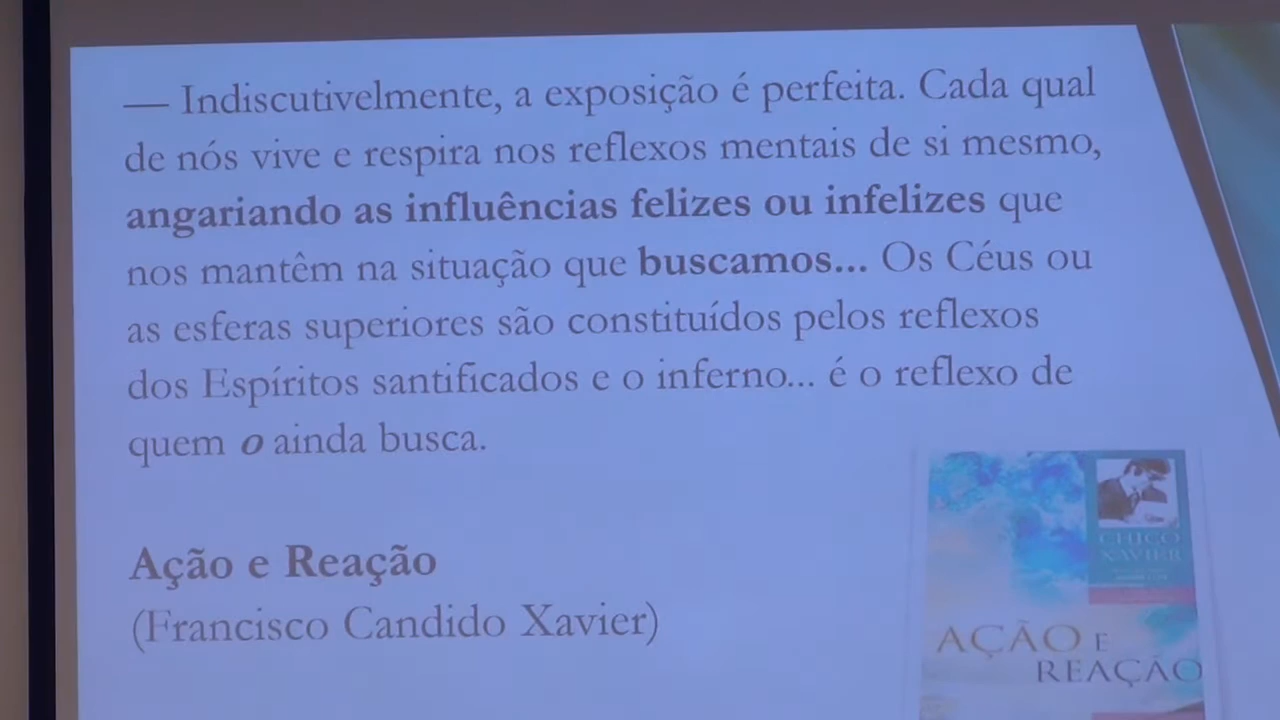 — Indiscutivelmente, a exposição é perfeita. Cada qual
de nós vive e respira nos reflexos mentais de si mesmo,
angariando as influências felizes ou infelizes que
nos mantêm na situação que buscamos... Os Céus ou
as esferas superiores são constituídos pelos reflexos
dos Espíritos santificados e o inferno... é o reflexo de
quem o ainda busca.
Ação e Reação
(Francisco Candido Xavier)
CHICO
XAVIER
AÇÃO E
REAÇÃO